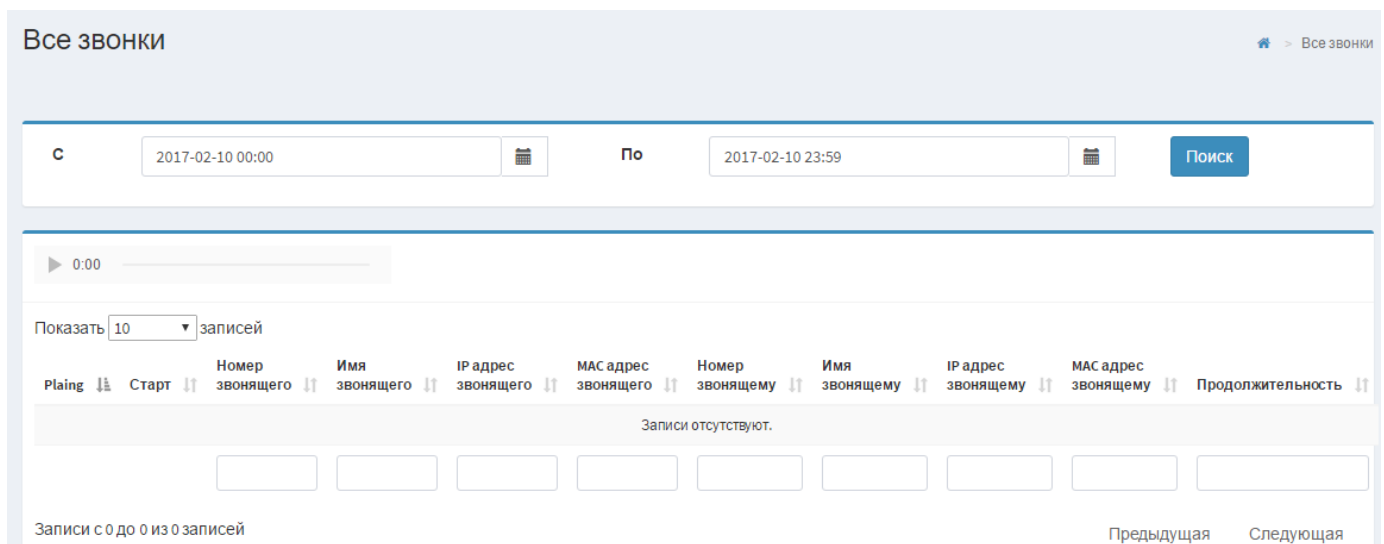 Все звонки
> Все звонки
С 2017-02-10 00:00 По 2017-02-10 23:59 Поиск
0:00
Показать 10 записей
Plaing Старт Номер звонящего Имя звонящего IP адрес звонящего MAC адрес звонящего Номер звонящему Имя звонящему IP адрес звонящему MAC адрес звонящему Продолжительность
Записи отсутствуют.
Записи с 0 до 0 из 0 записей
Предыдущая Следующая